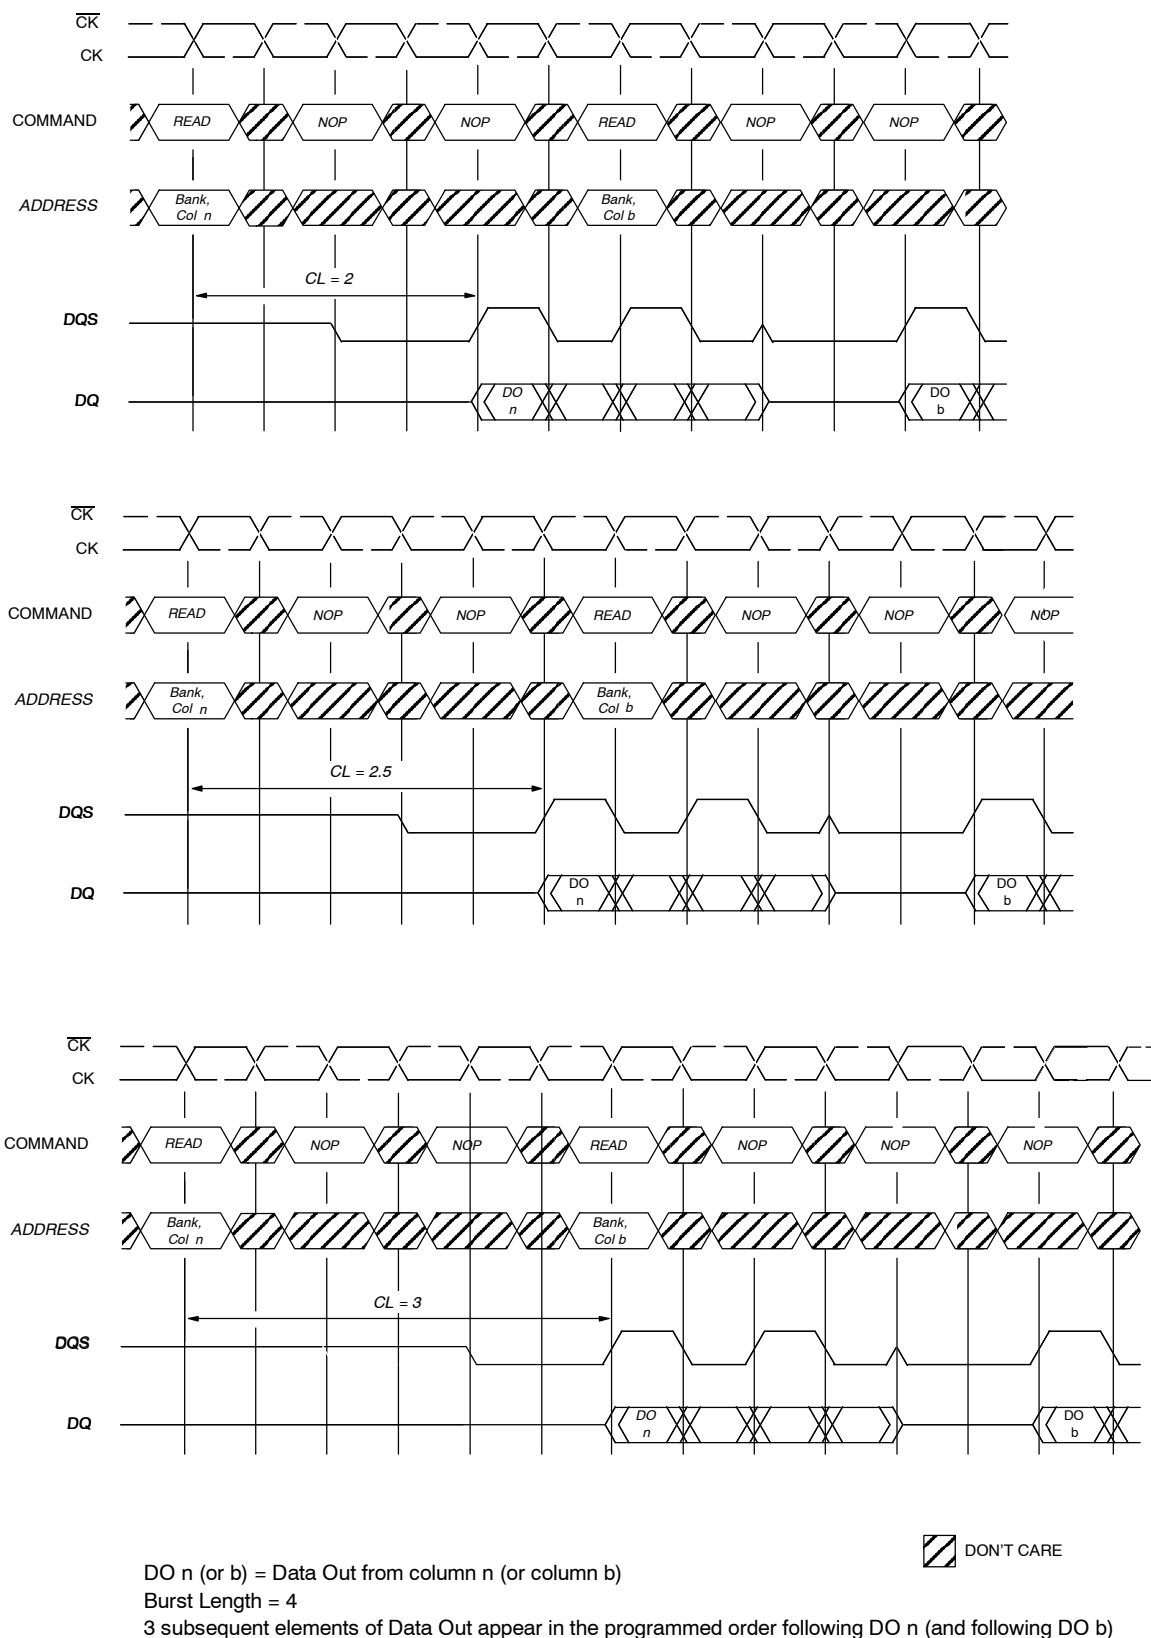 CK
CK
COMMAND READ NOP NOP READ NOP NOP
ADDRESS Bank, Col n Bank, Col b
CL = 2
DQS
DQ DO n DO b
CK
CK
COMMAND READ NOP NOP READ NOP NOP NOP
ADDRESS Bank, Col n Bank, Col b
CL = 2.5
DQS
DQ DO n DO b
CK
CK
COMMAND READ NOP NOP READ NOP NOP NOP
ADDRESS Bank, Col n Bank, Col b
CL = 3
DQS
DQ DO n DO b
DON'T CARE
DO n (or b) = Data Out from column n (or column b)
Burst Length = 4
3 subsequent elements of Data Out appear in the programmed order following DO n (and following DO b)